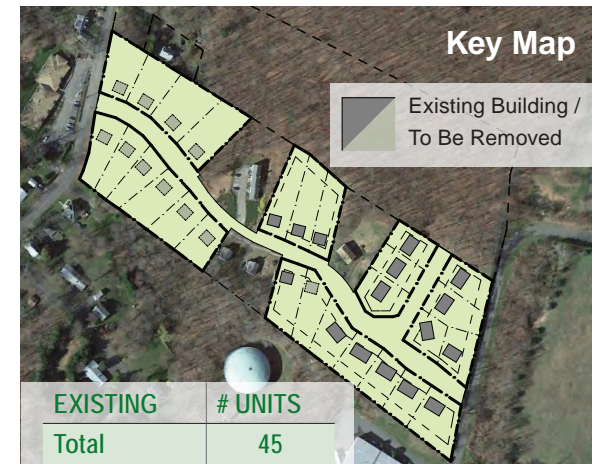 Key Map
Existing Building /
To Be Removed
EXISTING # UNITS
Total 45